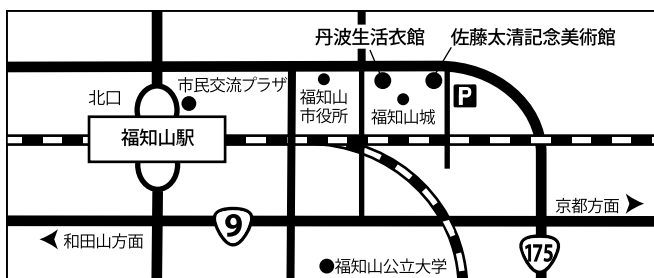 丹波生活衣館
佐藤太清記念美術館
北口
市民交流プラザ
福知山
市役所
福知山城
P
福知山駅
京都方面
9
和田山方面
175
福知山公立大学